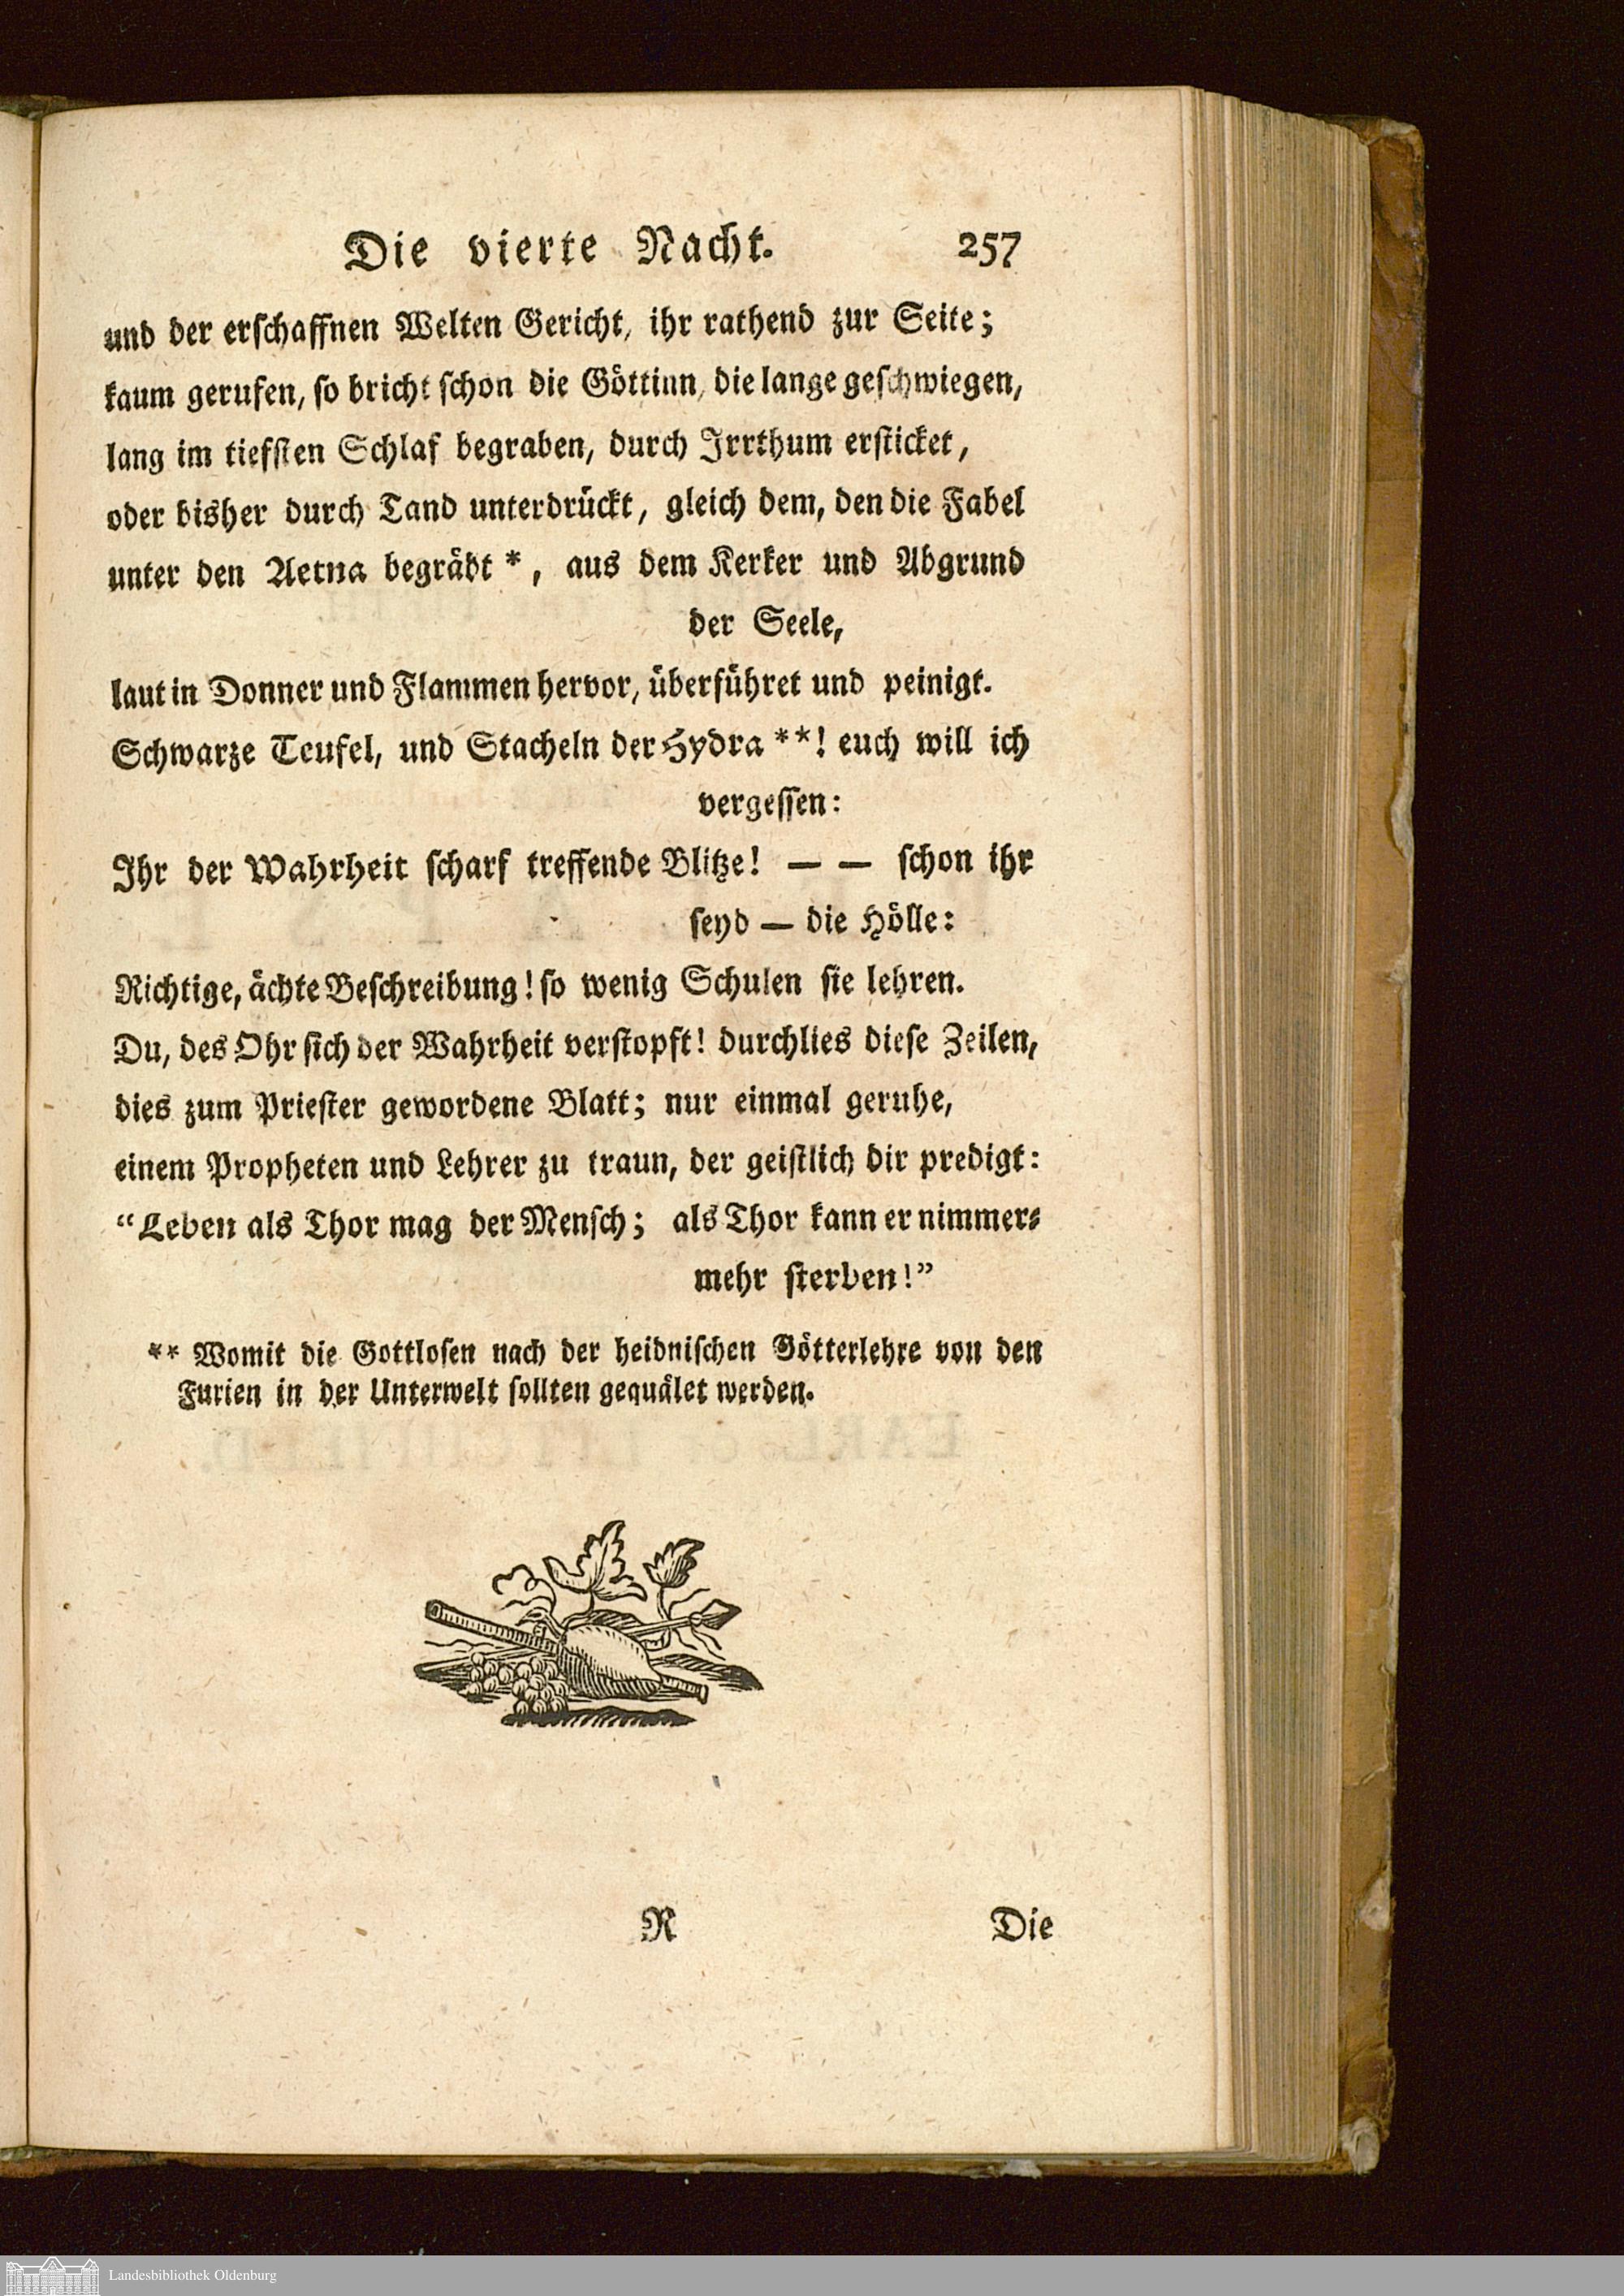 Die vierte Nacht. 257
und der erschaffnen Welten Gericht, ihr rathend zur Seite;
kaum gerufen, so bricht schon die Göttinn, die lange geschwiegen,
lang im tiefsten Schlaf begraben, durch Irrthum ersticket,
oder bisher durch Tand unterdrückt, gleich dem, den die Fabel
unter den Aetna begräbt *, aus dem Kerker und Abgrund
der Seele,
laut in Donner und Flammen hervor, überführet und peinigt.
Schwarze Teufel, und Stacheln der Hydra **! euch will ich
vergessen:
Ihr der Wahrheit scharf treffende Blitze! — — schon ihr
seyd — die Hölle:
Richtige, ächte Beschreibung! so wenig Schulen sie lehren.
Du, des Ohr sich der Wahrheit verstopft! durchlies diese Zeilen,
dies zum Priester gewordene Blatt; nur einmal geruhe,
einem Propheten und Lehrer zu traun, der geistlich dir predigt:
“Leben als Thor mag der Mensch; als Thor kann er nimmer-
mehr sterben!”
** Womit die Gottlosen nach der heidnischen Götterlehre von den
Furien in der Unterwelt sollten gequälet werden.
R Die
Landesbibliothek Oldenburg